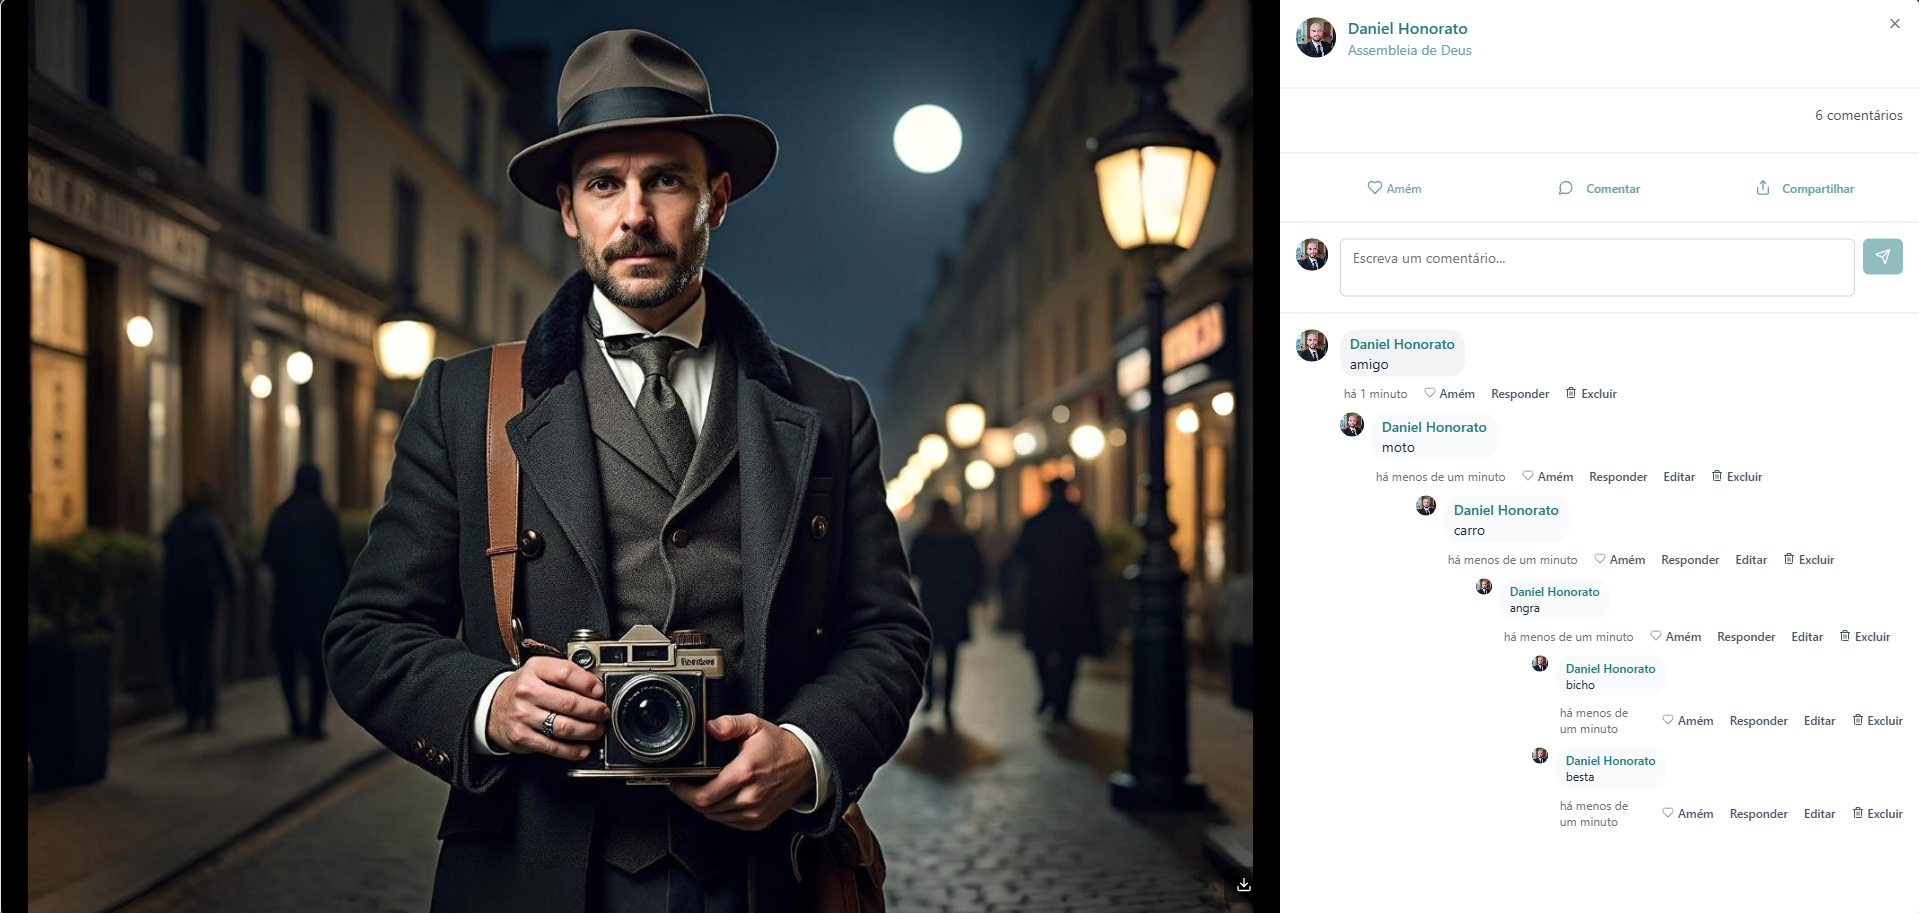 Daniel Honorato
Assembleia de Deus
6 comentários
Amém Comentar Compartilhar
Escreva um comentário...
Daniel Honorato
amigo
há 1 minuto Amém Responder Excluir
Daniel Honorato
moto
há menos de um minuto Amém Responder Editar Excluir
Daniel Honorato
carro
há menos de um minuto Amém Responder Editar Excluir
Daniel Honorato
angra
há menos de um minuto Amém Responder Editar Excluir
Daniel Honorato
bicho
há menos de
um minuto Amém Responder Editar Excluir
Daniel Honorato
besta
há menos de
um minuto Amém Responder Editar Excluir